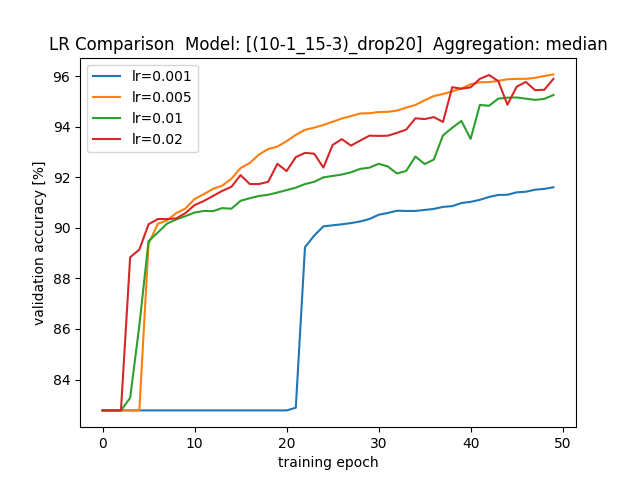 LR Comparison  Model: [(10-1_15-3)_drop20]  Aggregation: median
lr=0.001
lr=0.005
lr=0.01
lr=0.02
validation accuracy [%]
96
94
92
90
88
86
84
0 10 20 30 40 50
training epoch